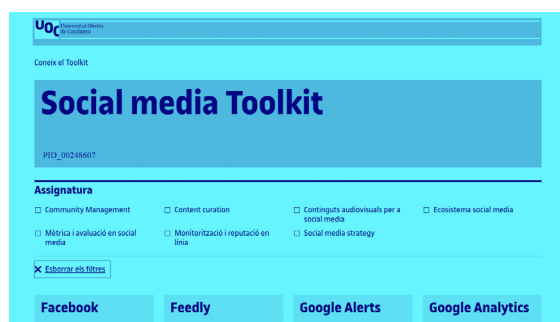 UOC Universitat Oberta
de Catalunya
Coneix el Toolkit
Social media Toolkit
PID_00248607
Assignatura
Community Management
Content curation
Continguts audiovisuals per a
social media
Ecosistema social media
Mètrica i avaluació en social
media
Monitorització i reputació en
línia
Social media strategy
Esborrar els filtres
Facebook
Feedly
Google Alerts
Google Analytics